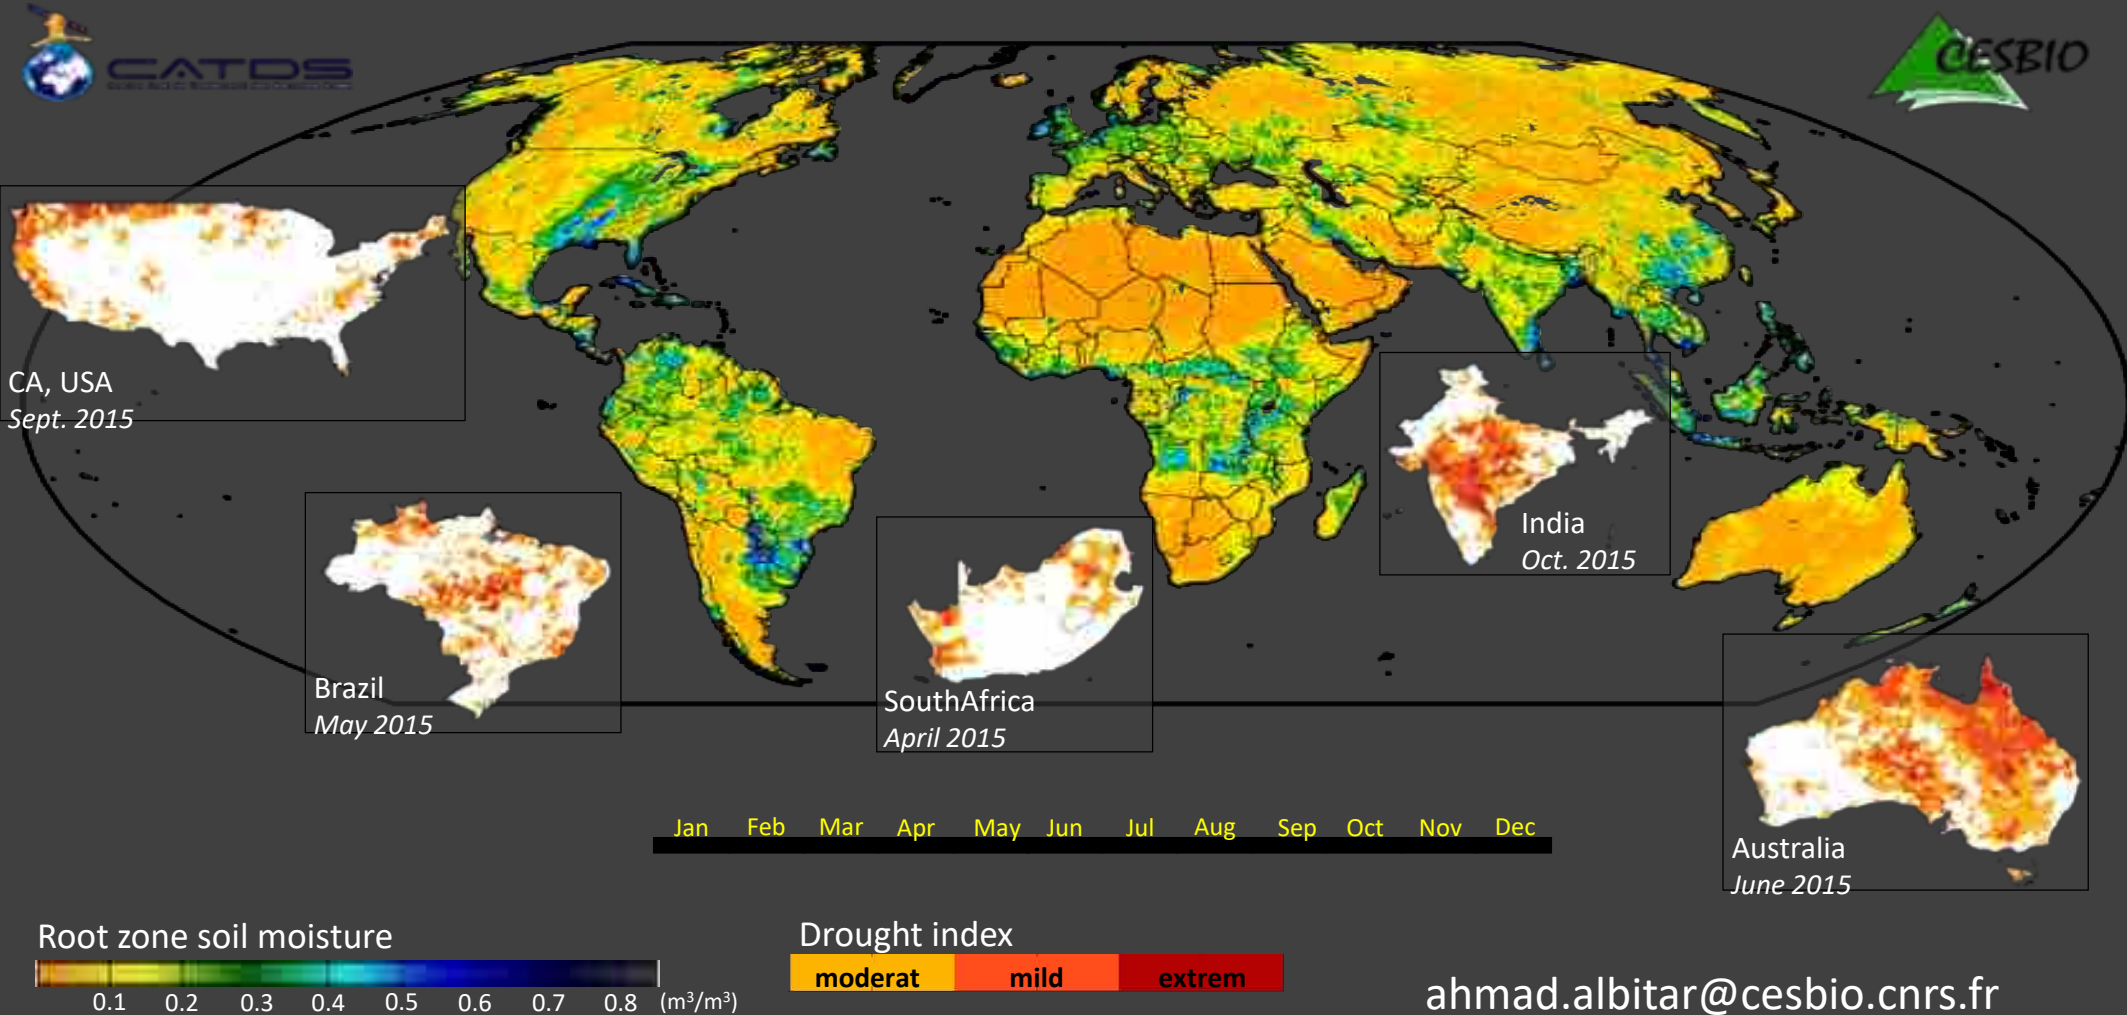 CATDS
CESBIO
CA, USA
Sept. 2015
Brazil
May 2015
SouthAfrica
April 2015
India
Oct. 2015
Australia
June 2015
Jan Feb Mar Apr May Jun Jul Aug Sep Oct Nov Dec
Root zone soil moisture
0.1 0.2 0.3 0.4 0.5 0.6 0.7 0.8 (m³/m³)
Drought index
moderat mild extrem
ahmad.albitar@cesbio.cnrs.fr